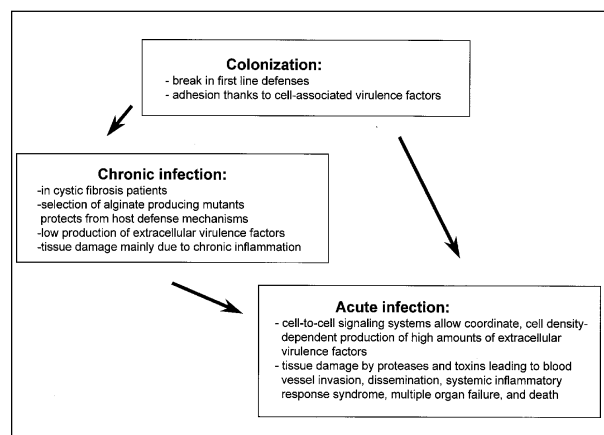 Colonization:
- break in first line defenses
- adhesion thanks to cell-associated virulence factors
Chronic infection:
-in cystic fibrosis patients
-selection of alginate producing mutants
protects from host defense mechanisms
-low production of extracellular virulence factors
-tissue damage mainly due to chronic inflammation
Acute infection:
- cell-to-cell signaling systems allow coordinate, cell density-
dependent production of high amounts of extracellular
virulence factors
- tissue damage by proteases and toxins leading to blood
vessel invasion, dissemination, systemic inflammatory
response syndrome, multiple organ failure, and death